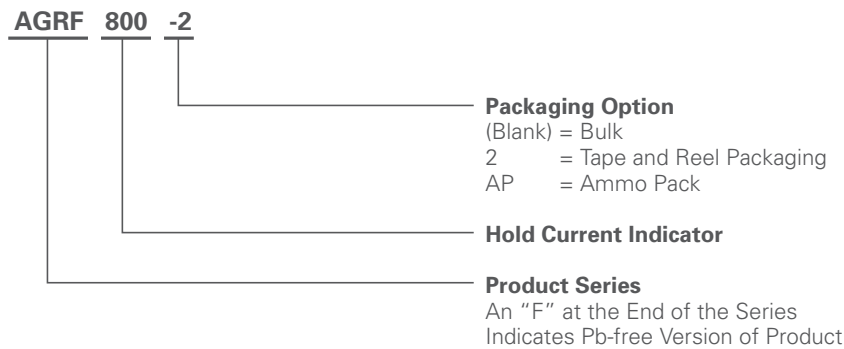 AGRF 800 -2
Packaging Option
(Blank) = Bulk
2 = Tape and Reel Packaging
AP = Ammo Pack
Hold Current Indicator
Product Series
An “F” at the End of the Series
Indicates Pb-free Version of Product